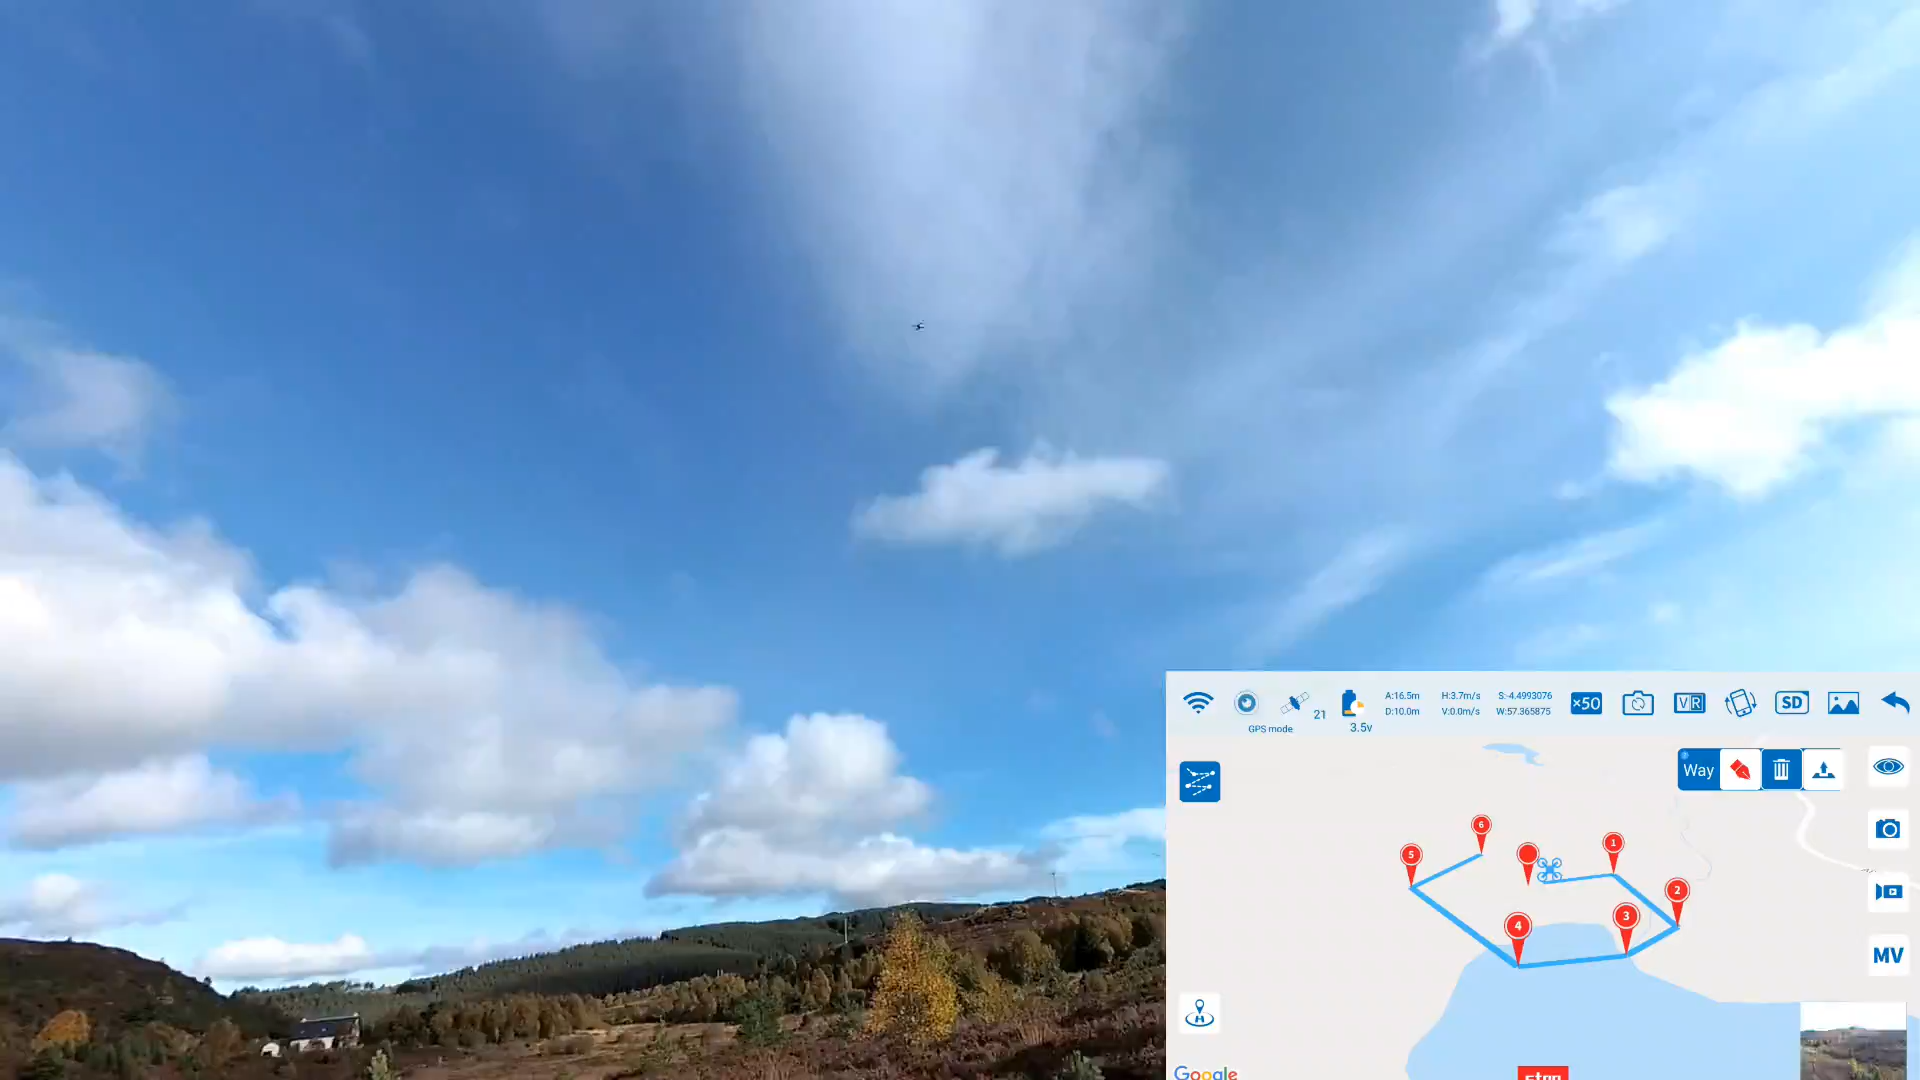 A:16.5m H:3.7m/s S:-4.4993076
D:10.0m V:0.0m/s W:57.365875
×50
VR
SD
21
GPS mode
3.5v
Way
6
1
5
2
3
4
MV
H
Google
stop